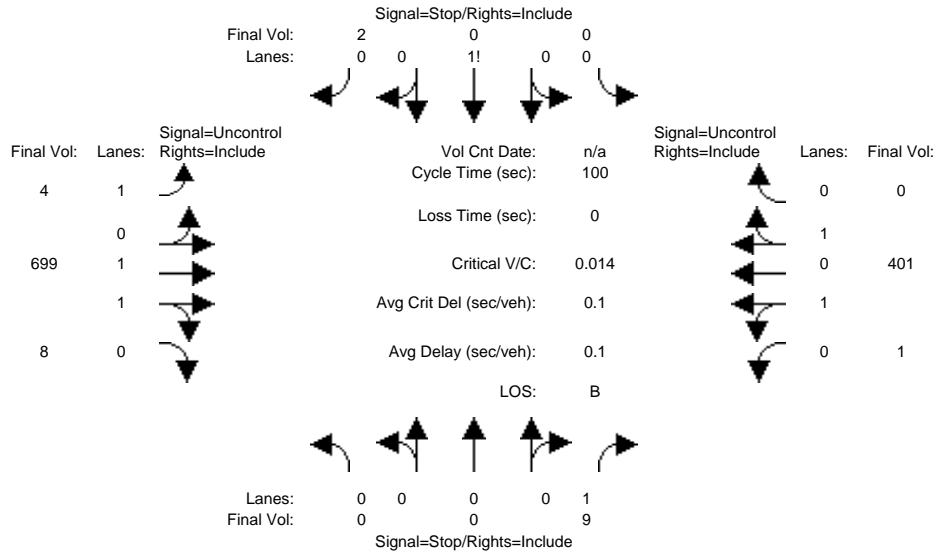 Signal=Stop/Rights=Include
Final Vol: 2 0 0
Lanes: 0 0 1! 0 0
Signal=Uncontrol
Final Vol: Lanes: Rights=Include
Vol Cnt Date: n/a
Cycle Time (sec): 100
Signal=Uncontrol
Rights=Include Lanes: Final Vol:
4 1
0 0
Loss Time (sec): 0
0
1
699 1
Critical V/C: 0.014
0 401
1
Avg Crit Del (sec/veh): 0.1
1
8 0
Avg Delay (sec/veh): 0.1
0 1
LOS: B
Lanes: 0 0 0 0 1
Final Vol: 0 0 9
Signal=Stop/Rights=Include